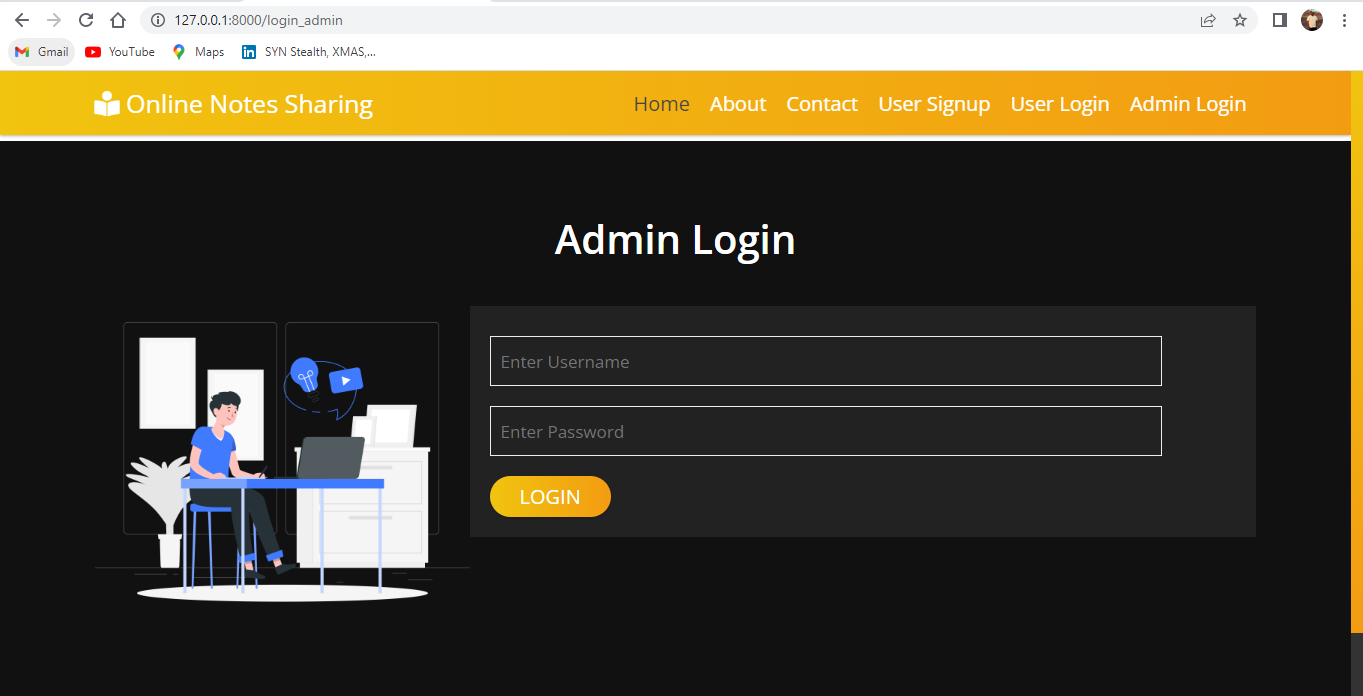 127.0.0.1:8000/login_admin
Gmail YouTube Maps SYN Stealth, XMAS,...
Online Notes Sharing Home About Contact User Signup User Login Admin Login
Admin Login
Enter Username
Enter Password
LOGIN